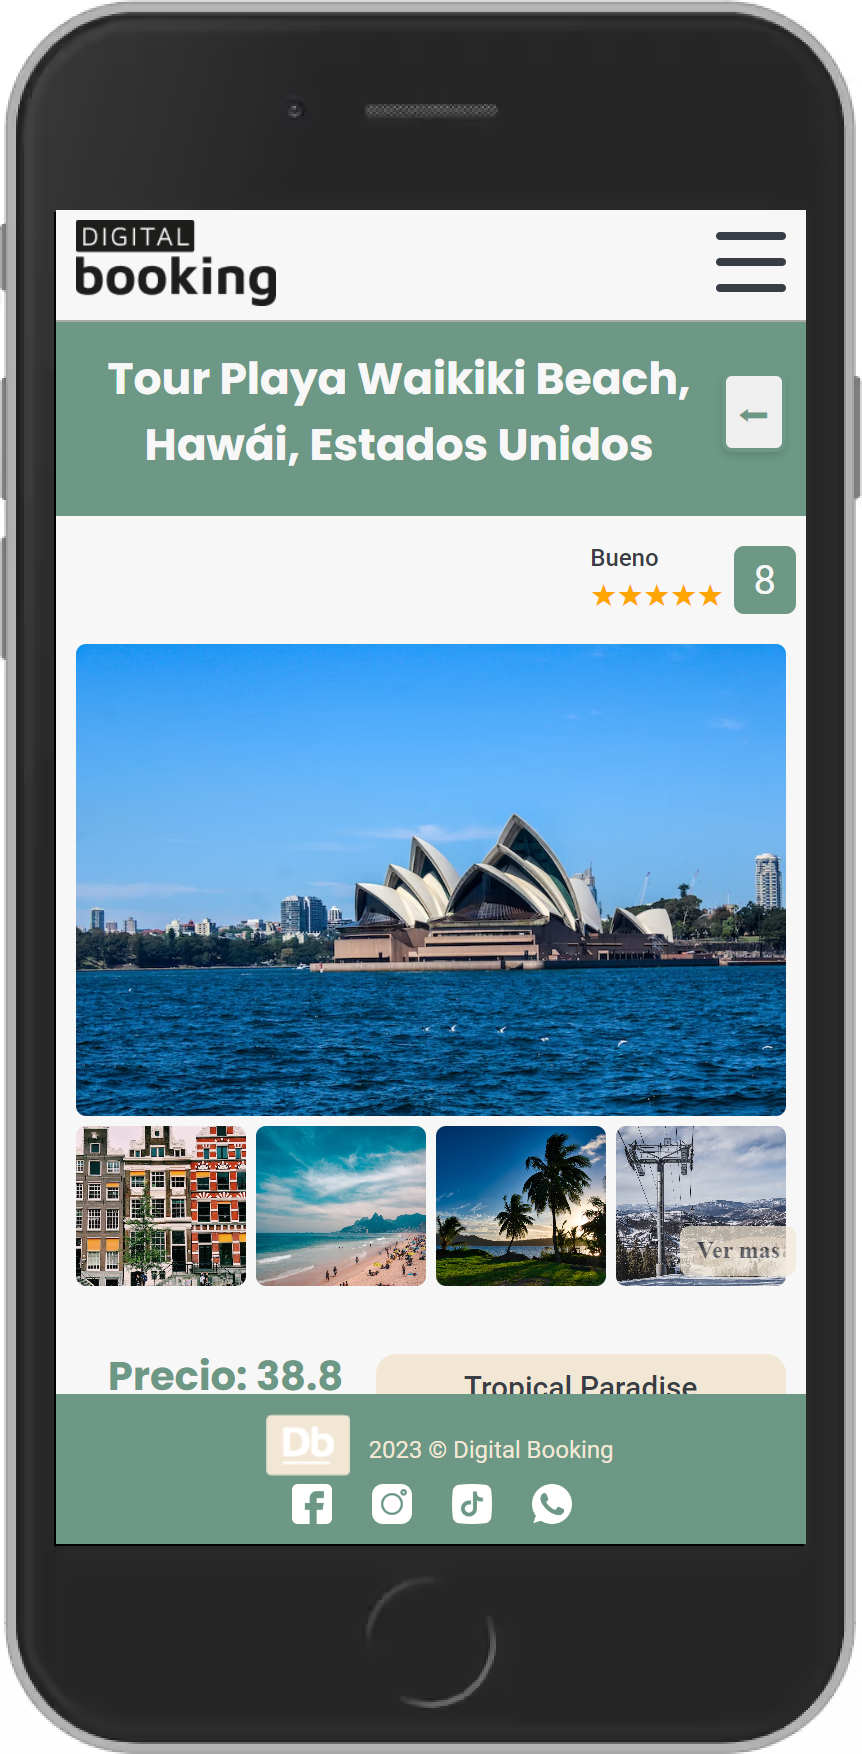 DIGITAL
booking
Tour Playa Waikiki Beach,
Hawái, Estados Unidos
Bueno
8
Ver mas
Precio: 38.8
Tropical Paradise
Db
2023 © Digital Booking